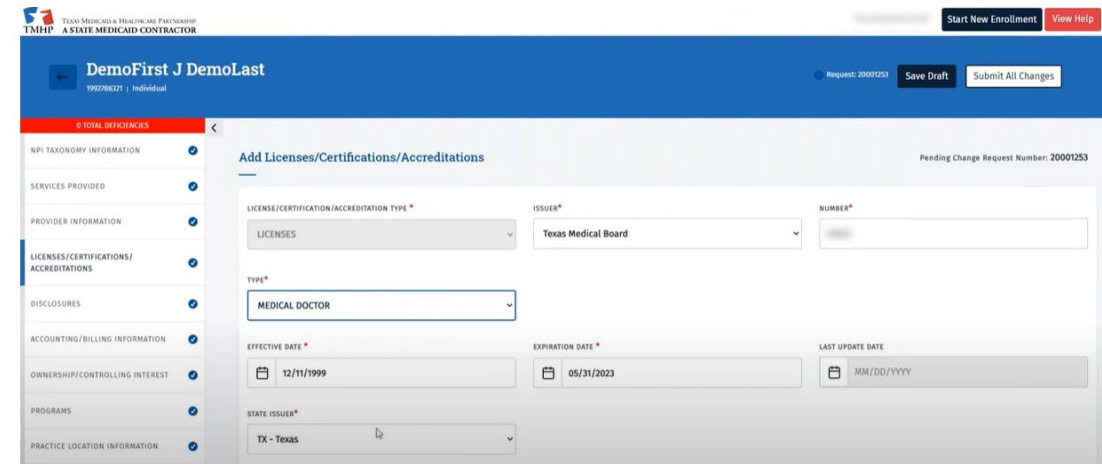 TEXAS MEDICAID & HEALTHCARE PARTNERSHIP
TMHP A STATE MEDICAID CONTRACTOR
Start New Enrollment
View Help
DemoFirst J DemoLast
1992786321 | Individual
Request: 20001253
Save Draft
Submit All Changes
0 TOTAL DEFICIENCIES
NPI TAXONOMY INFORMATION
SERVICES PROVIDED
PROVIDER INFORMATION
LICENSES/CERTIFICATIONS/
ACCREDITATIONS
DISCLOSURES
ACCOUNTING/BILLING INFORMATION
OWNERSHIP/CONTROLLING INTEREST
PROGRAMS
PRACTICE LOCATION INFORMATION
Add Licenses/Certifications/Accreditations
Pending Change Request Number: 20001253
LICENSE/CERTIFICATION/ACCREDITATION TYPE *
LICENSES
ISSUER*
Texas Medical Board
NUMBER*
TYPE*
MEDICAL DOCTOR
EFFECTIVE DATE *
12/11/1999
EXPIRATION DATE *
05/31/2023
LAST UPDATE DATE
MM/DD/YYYY
STATE ISSUER*
TX - Texas